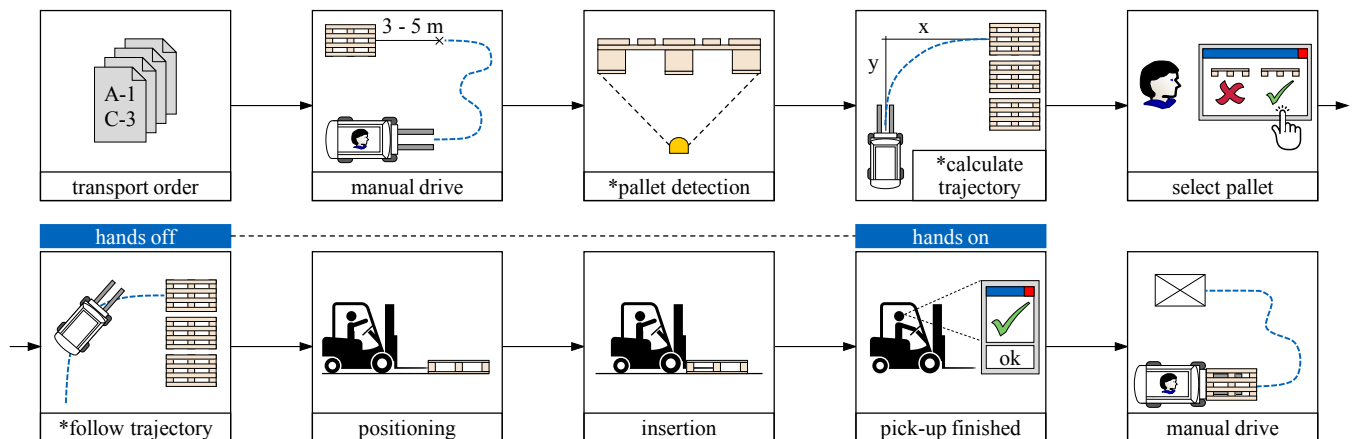 A-1
C-3
transport order
3 - 5 m
manual drive
*pallet detection
x
y
*calculate
trajectory
select pallet
hands off
hands on
*follow trajectory
positioning
insertion
ok
pick-up finished
manual drive